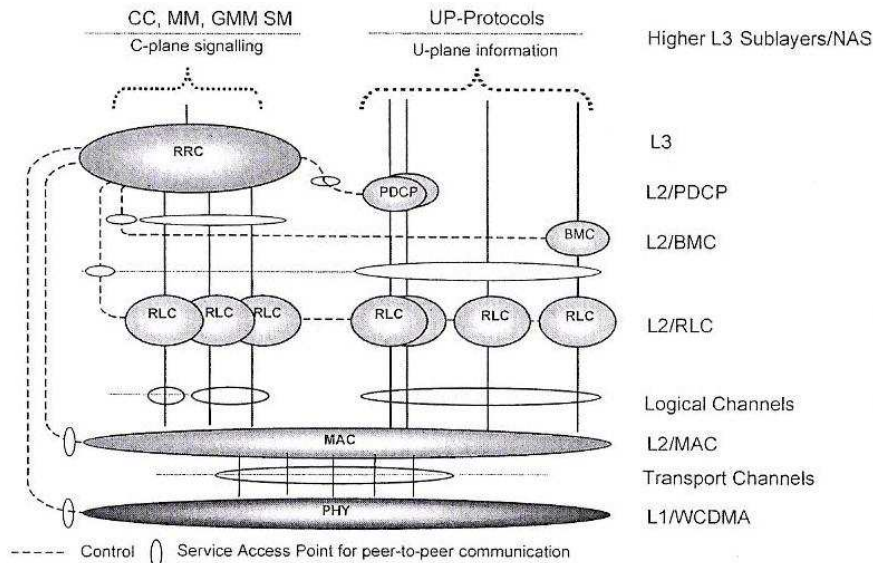 CC, MM, GMM SM
UP-Protocols
C-plane signalling
U-plane information
Higher L3 Sublayers/NAS
RRC
L3
PDCP
L2/PDCP
BMC
L2/BMC
RLC
RLC
RLC
RLC
RLC
RLC
L2/RLC
Logical Channels
MAC
L2/MAC
Transport Channels
PHY
L1/WCDMA
Control
Service Access Point for peer-to-peer communication